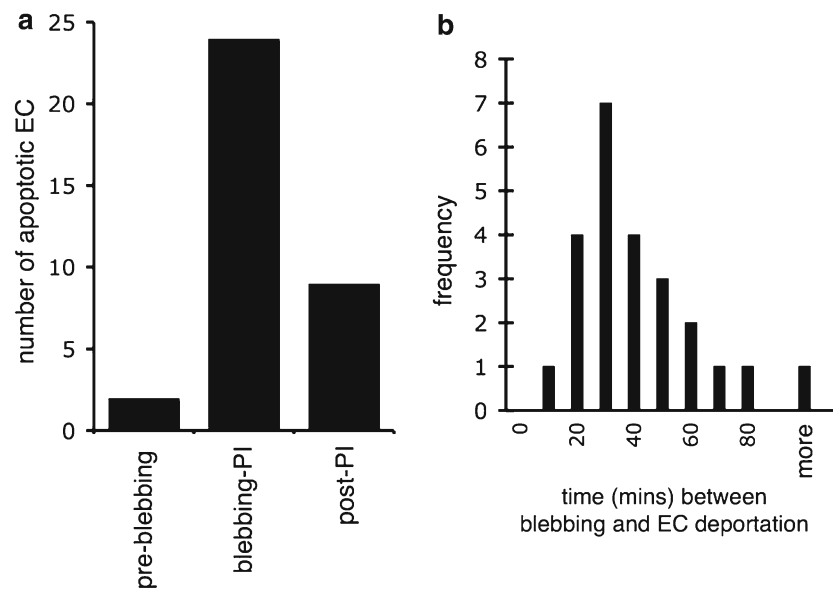 a
25
20
15
10
5
0
number of apoptotic EC
pre-blebbing
blebbing-PI
post-PI
b
8
7
6
5
4
3
2
1
0
frequency
0
20
40
60
80
more
time (mins) between
blebbing and EC deportation